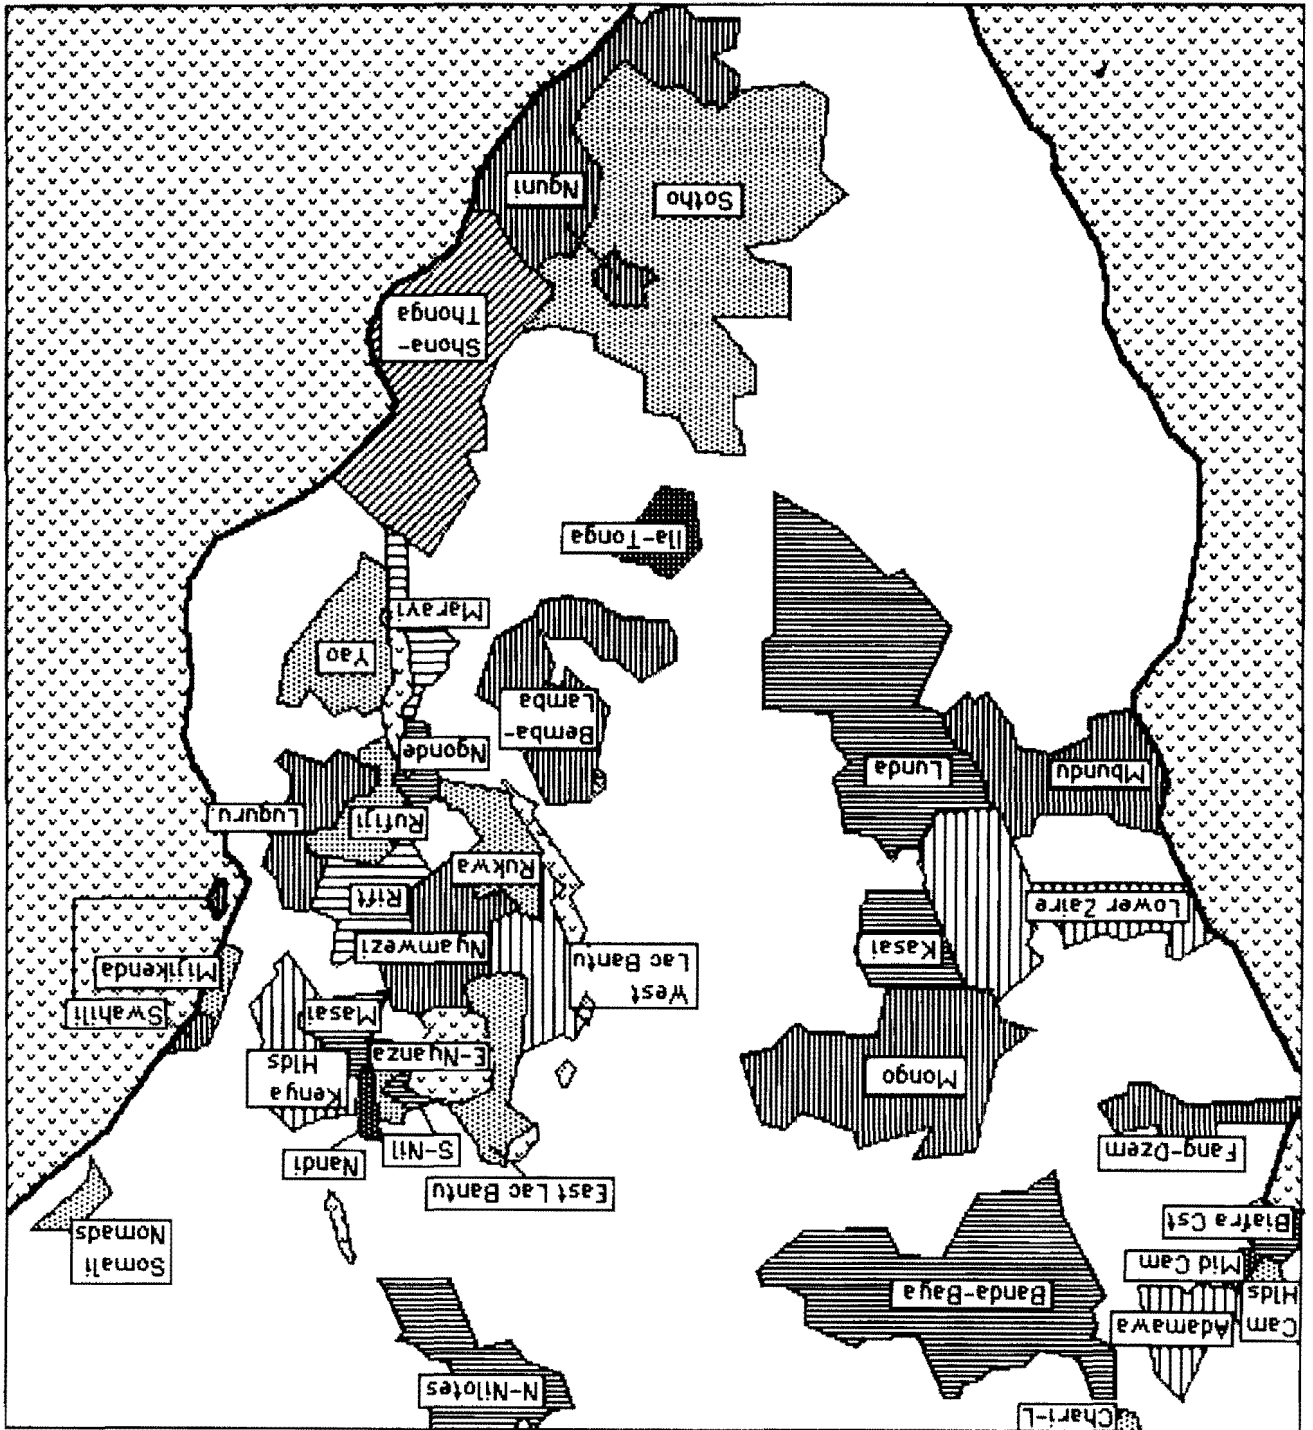 Chari-L
N-Nilotes
Cam
Hlds
Adamawa
Banda-Baya
Mid Cam
Somali
Nomads
Biafra Cst
East Lac Bantu
Fang-Dzem
S-Nil
Nandi
Mongo
Kenya
Hlds
E-Nyanza
Masai
Swahili
West
Lac Bantu
Mijikenda
Kasai
Nyamwezi
Lower Zaire
Rift
Rukwa
Rufiji
Luguru
Mbundu
Lunda
Ngonde
Bemba-
Lamba
Yao
Maravi
Ila-Tonga
Shona-
Thonga
Sotho
Nguni